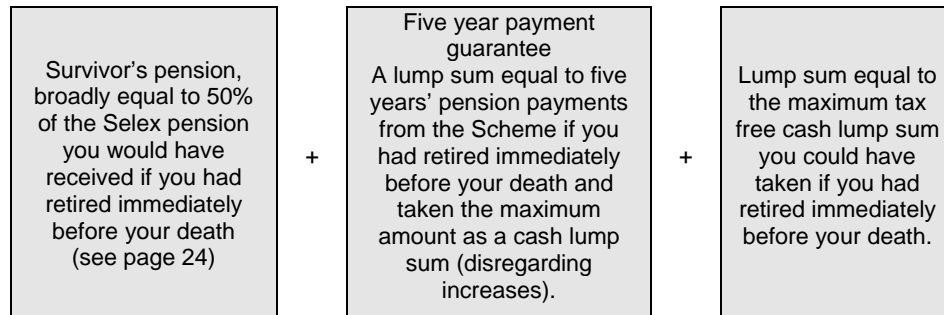 Survivor's pension,
broadly equal to 50%
of the Selex pension
you would have
received if you had
retired immediately
before your death
(see page 24)
+
Five year payment
guarantee
A lump sum equal to five
years' pension payments
from the Scheme if you
had retired immediately
before your death and
taken the maximum
amount as a cash lump
sum (disregarding
increases).
+
Lump sum equal to
the maximum tax
free cash lump sum
you could have
taken if you had
retired immediately
before your death.